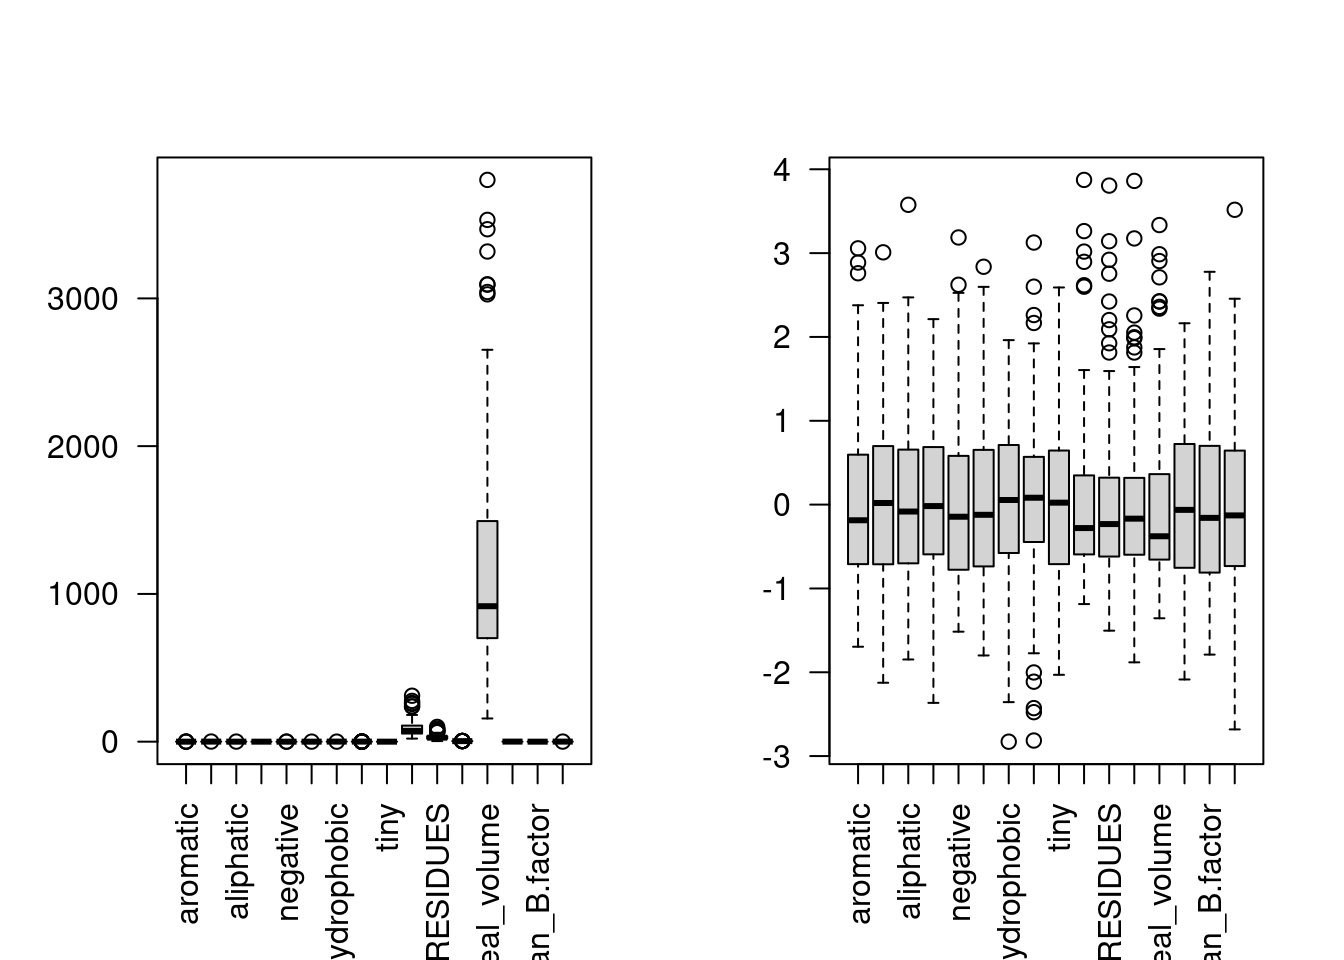 3000
2000
1000
0
aromatic
aliphatic
negative
ydrophobic
tiny
RESIDUES
eal_volume
an_B.factor
4
3
2
1
0
-1
-2
-3
aromatic
aliphatic
negative
ydrophobic
tiny
RESIDUES
eal_volume
an_B.factor